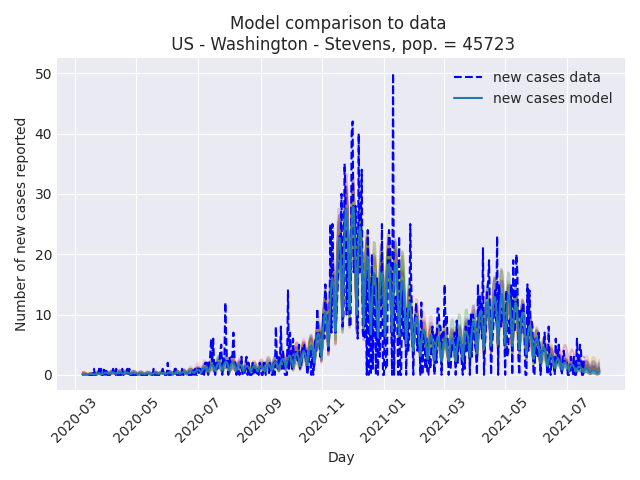 Model comparison to data
US - Washington - Stevens, pop. = 45723
new cases data
new cases model
Number of new cases reported
50
40
30
20
10
0
2020-03
2020-05
2020-07
2020-09
2020-11
2021-01
2021-03
2021-05
2021-07
Day